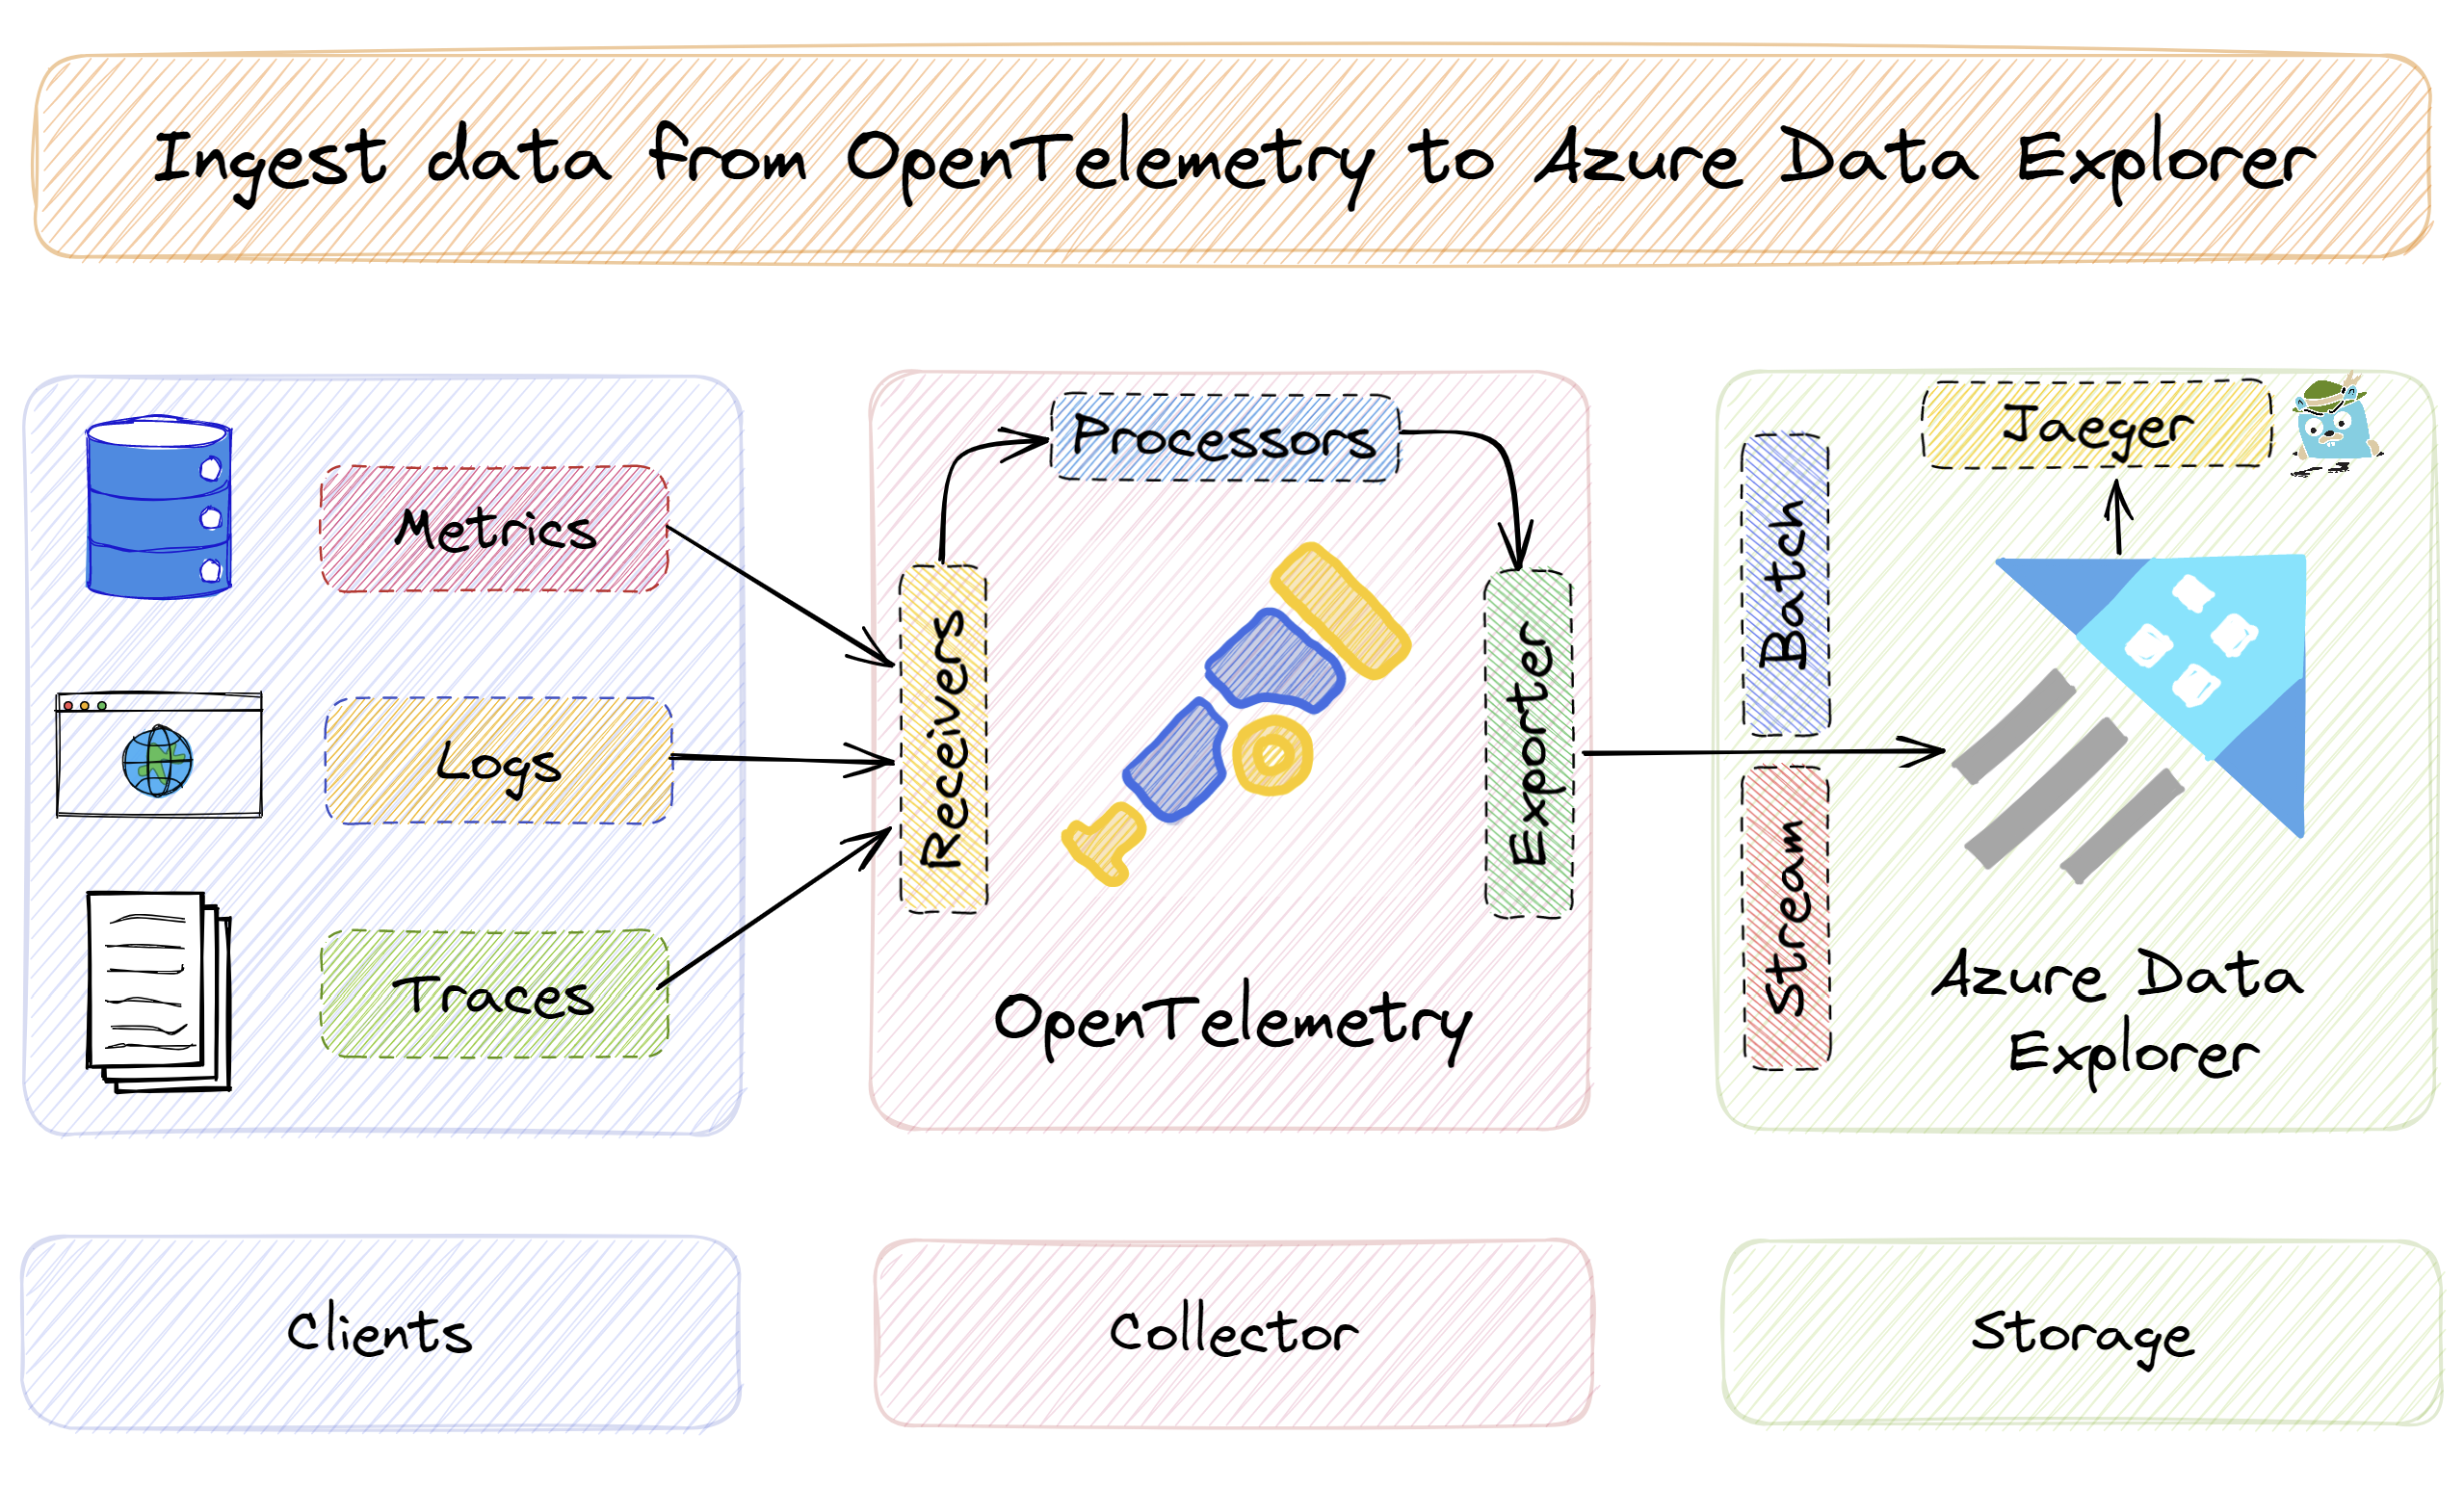 Ingest data from OpenTelemetry to Azure Data Explorer
Metrics
Logs
Traces
Receivers
Processors
Exporter
OpenTelemetry
Batch
Stream
Jaeger
Azure Data
Explorer
Clients
Collector
Storage